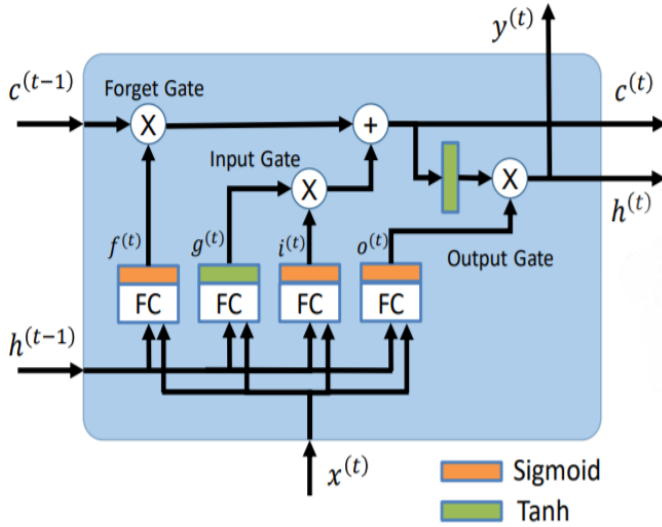 y^(t)
c^(t−1)
Forget Gate
c^(t)
X
+
Input Gate
X
X
h^(t)
f^(t)
g^(t)
i^(t)
o^(t)
Output Gate
FC
FC
FC
FC
h^(t−1)
x^(t)
Sigmoid
Tanh